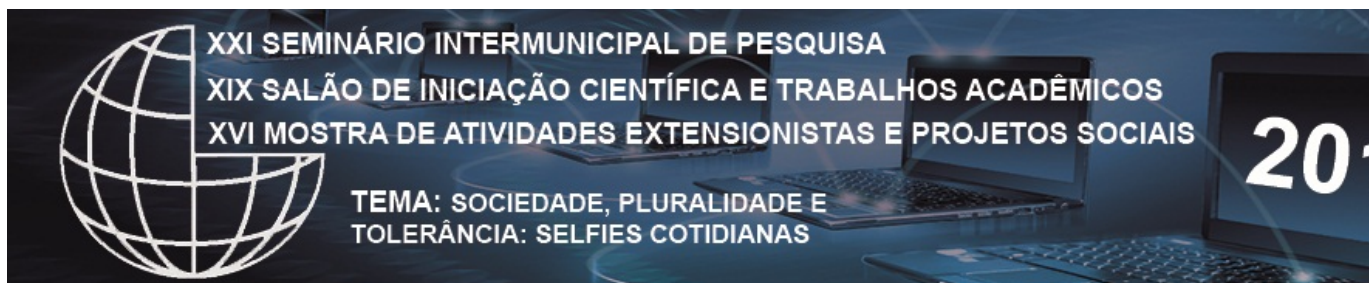 XXI SEMINÁRIO INTERMUNICIPAL DE PESQUISA
XIX SALÃO DE INICIAÇÃO CIENTÍFICA E TRABALHOS ACADÊMICOS
XVI MOSTRA DE ATIVIDADES EXTENSIONISTAS E PROJETOS SOCIAIS
TEMA: SOCIEDADE, PLURALIDADE E
TOLERÂNCIA: SELFIES COTIDIANAS